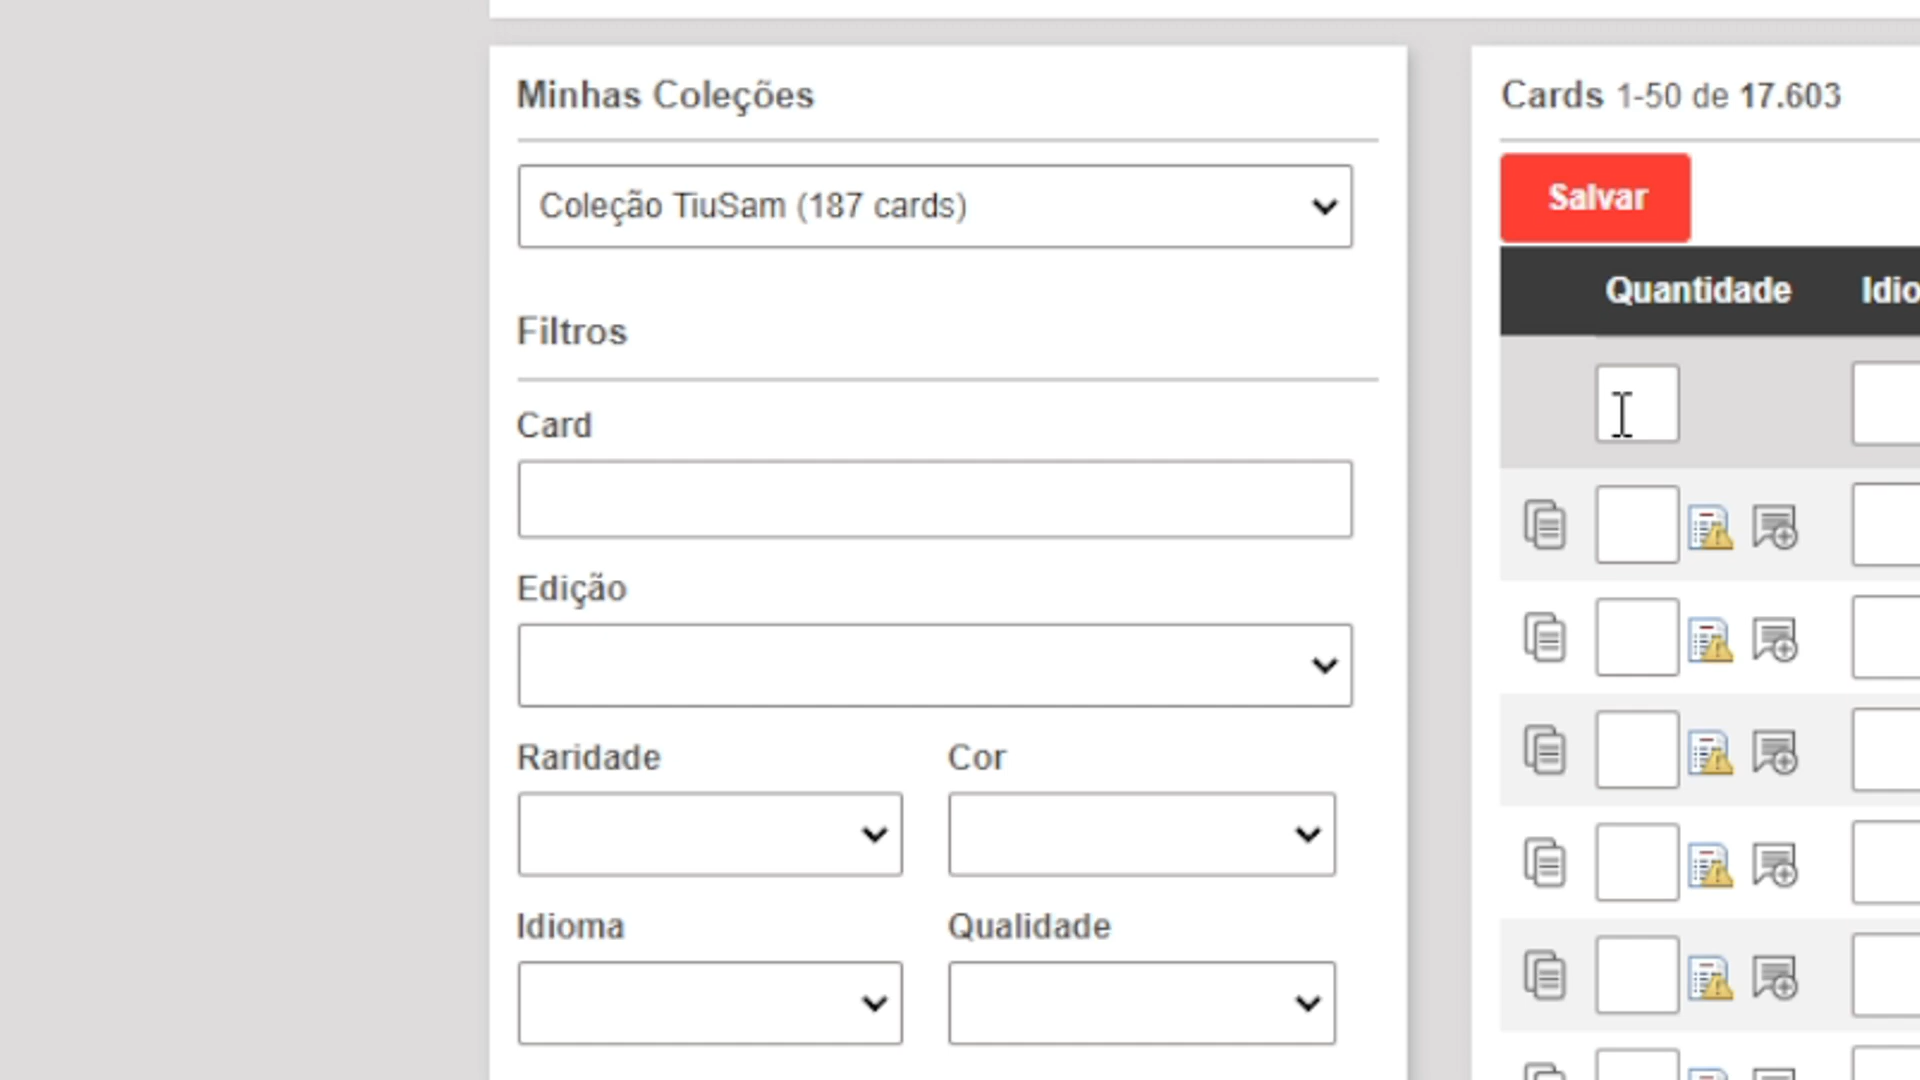 Minhas Coleções
Coleção TiuSam (187 cards)
Filtros
Card
Edição
Raridade
Cor
Idioma
Qualidade
Cards 1-50 de 17.603
Salvar
Quantidade
Idio